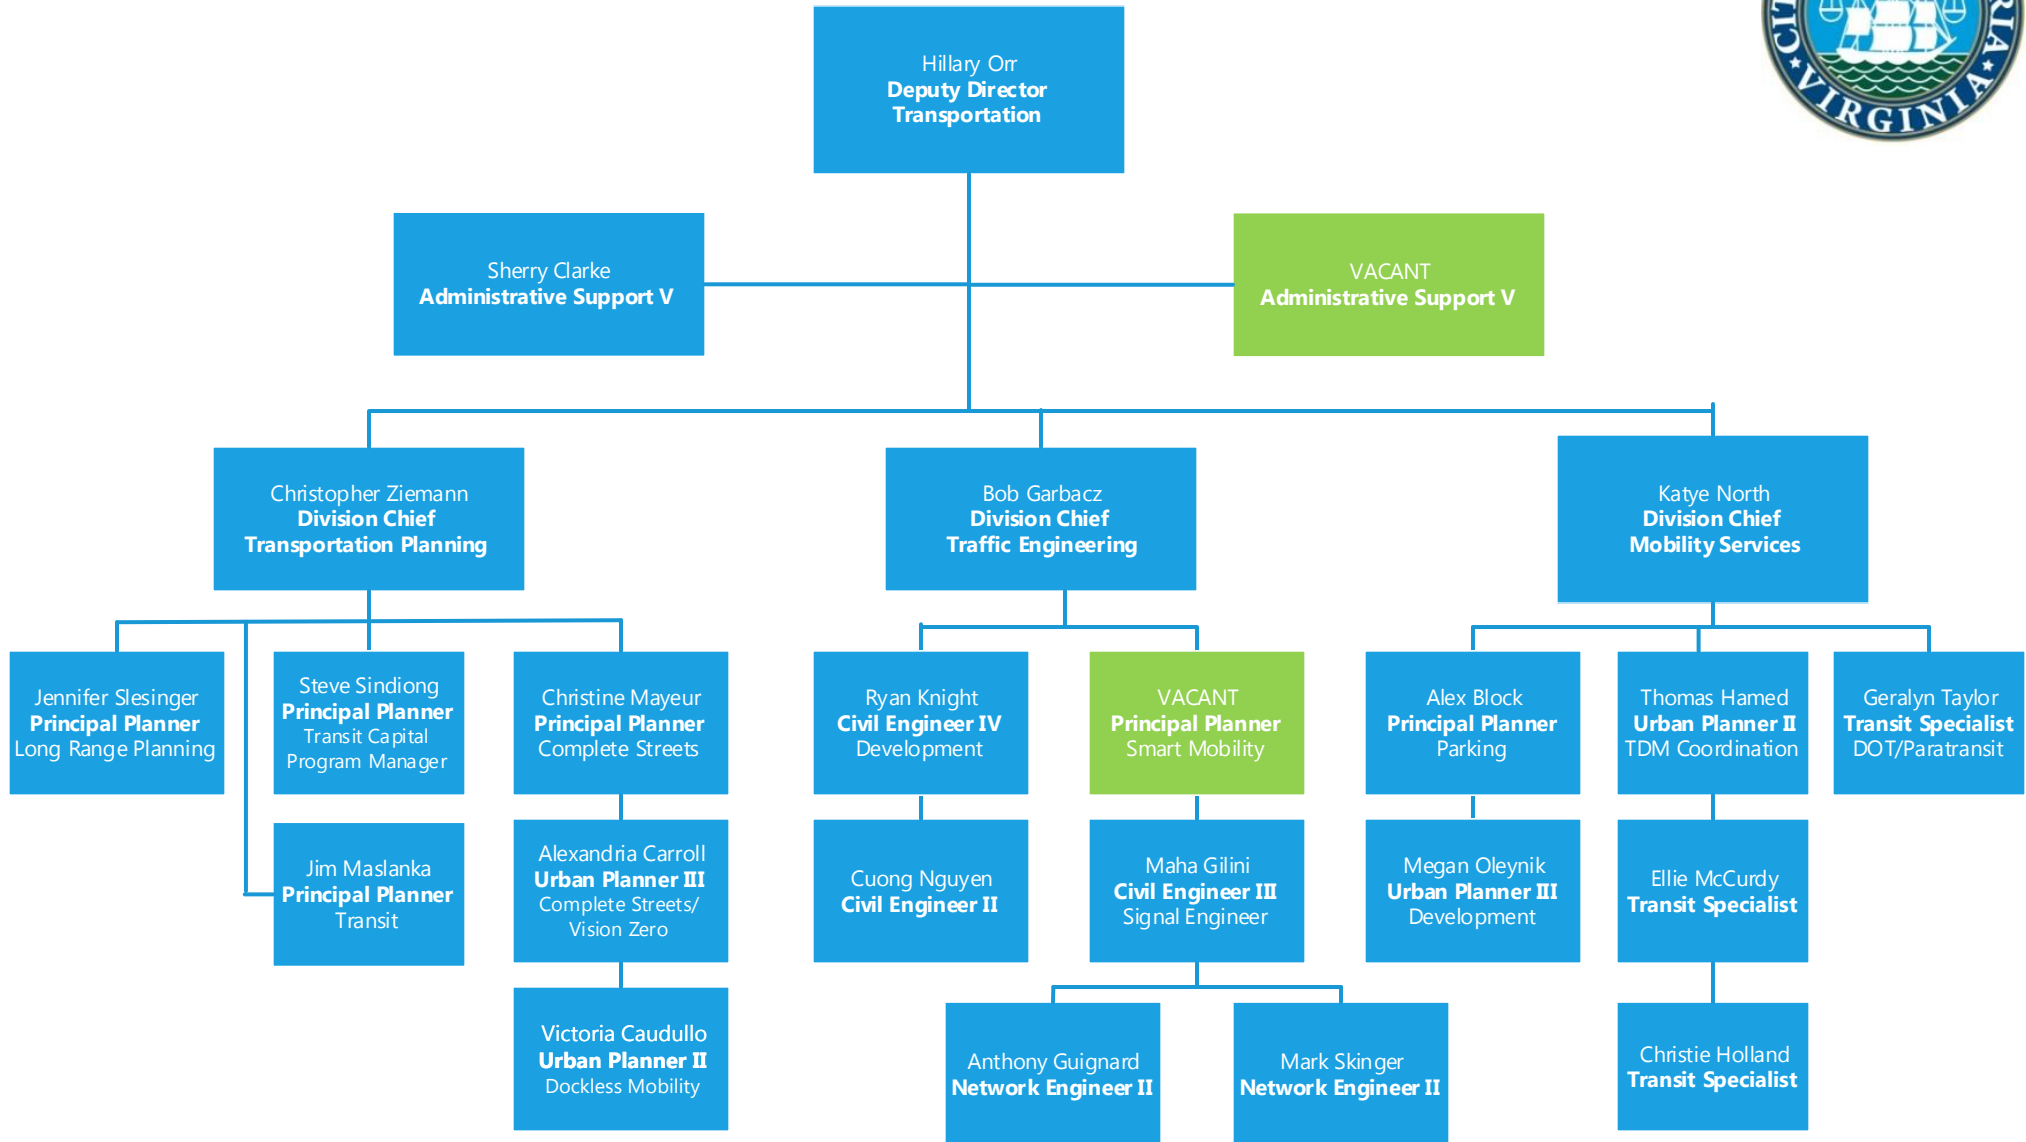 CIT
RIA
VIRGINIA
Hillary Orr
Deputy Director
Transportation
Sherry Clarke
Administrative Support V
VACANT
Administrative Support V
Christopher Ziemann
Division Chief
Transportation Planning
Bob Garbacz
Division Chief
Traffic Engineering
Katye North
Division Chief
Mobility Services
Jennifer Slesinger
Principal Planner
Long Range Planning
Steve Sindiong
Principal Planner
Transit Capital
Program Manager
Christine Mayeur
Principal Planner
Complete Streets
Ryan Knight
Civil Engineer IV
Development
VACANT
Principal Planner
Smart Mobility
Alex Block
Principal Planner
Parking
Thomas Hamed
Urban Planner II
TDM Coordination
Geralyn Taylor
Transit Specialist
DOT/Paratransit
Jim Maslanka
Principal Planner
Transit
Alexandria Carroll
Urban Planner III
Complete Streets/
Vision Zero
Cuong Nguyen
Civil Engineer II
Maha Gilini
Civil Engineer III
Signal Engineer
Megan Oleynik
Urban Planner III
Development
Ellie McCurdy
Transit Specialist
Victoria Caudullo
Urban Planner II
Dockless Mobility
Anthony Guignard
Network Engineer II
Mark Skinger
Network Engineer II
Christie Holland
Transit Specialist